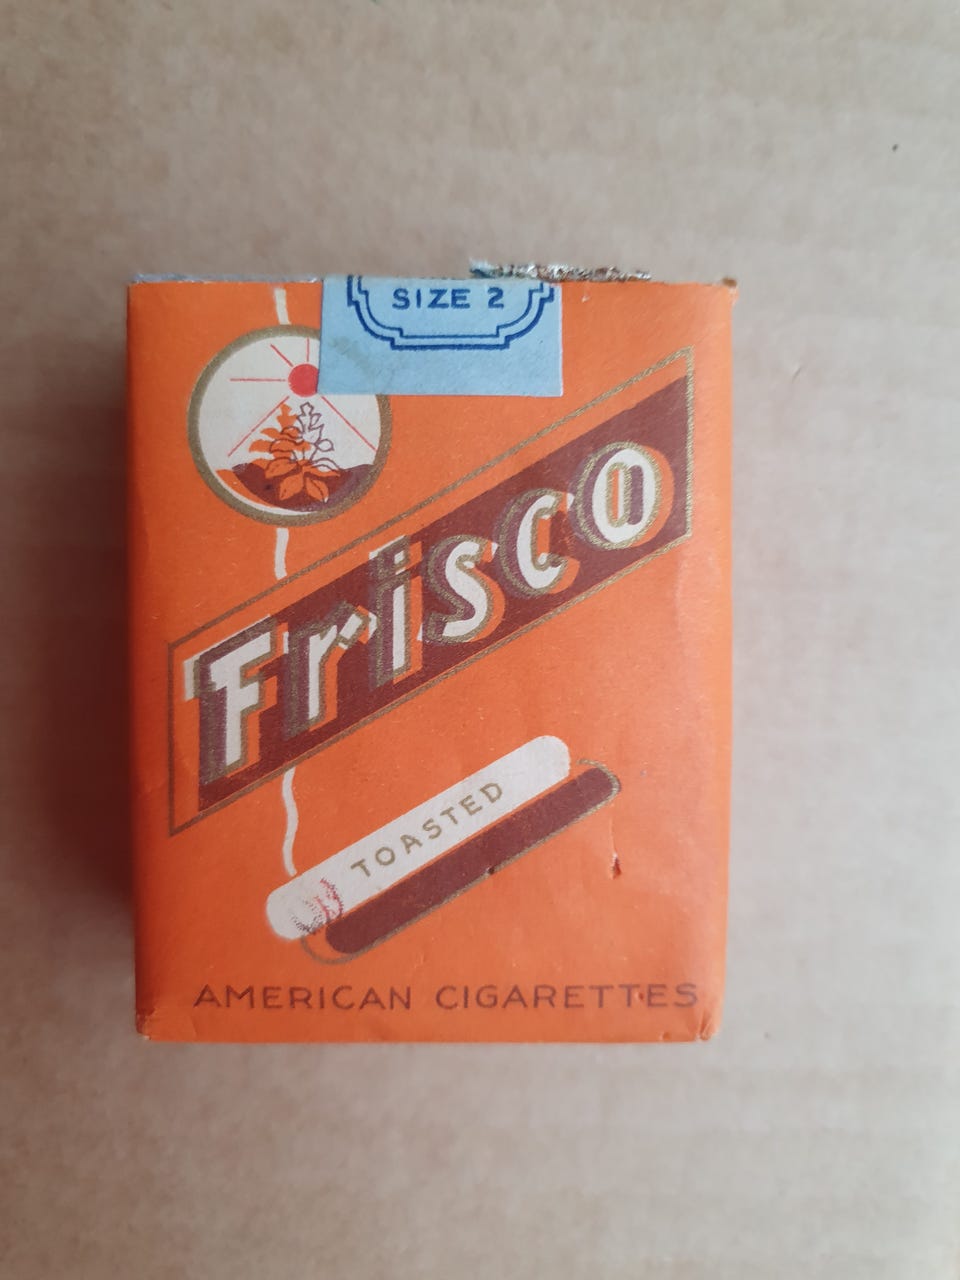 SIZE 2
Frisco
TOASTED
AMERICAN CIGARETTES